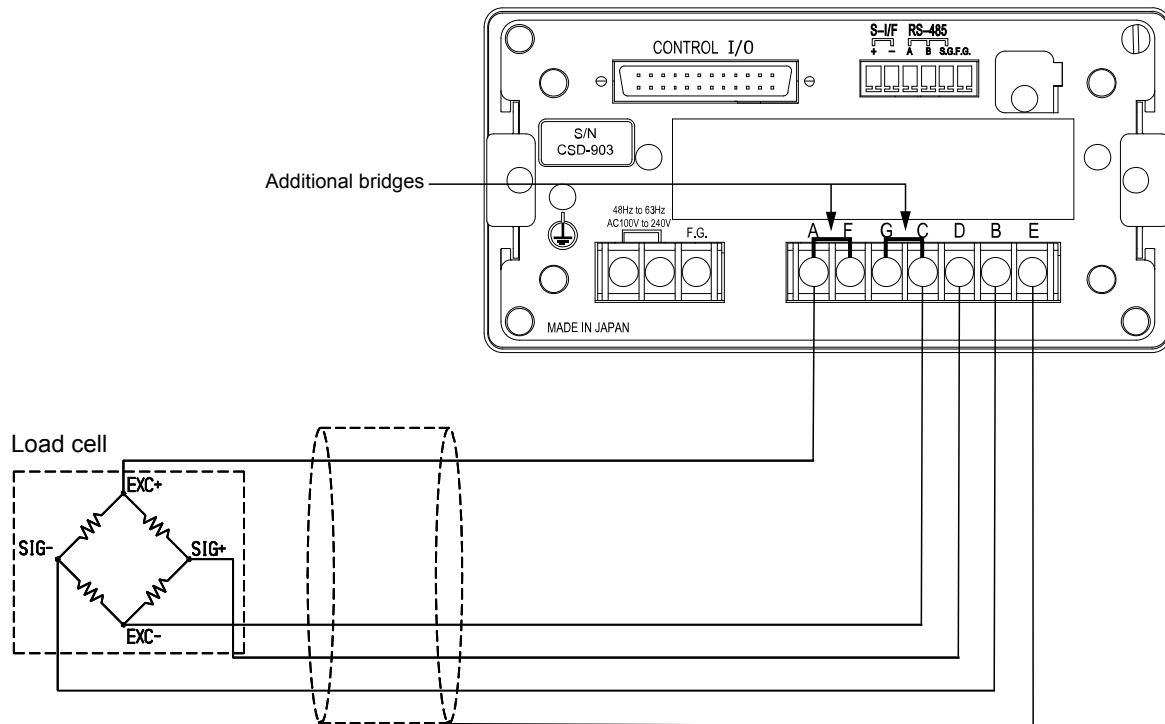 CONTROL I/O
S-I/F RS-485
+ - A B S.G.F.G.
S/N
CSD-903
Additional bridges
48Hz to 63Hz
AC100V to 240V
F.G.
A F G C D B E
MADE IN JAPAN
Load cell
EXC+
SIG-
SIG+
EXC-